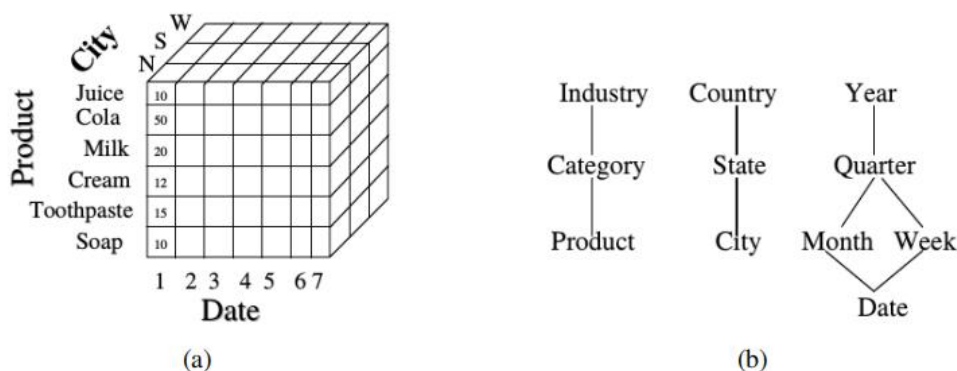 City
W
S
N
Product
Juice 10
Cola 50
Milk 20
Cream 12
Toothpaste 15
Soap 10
1 2 3 4 5 6 7
Date
(a)
Industry Country Year
Category State Quarter
Product City Month Week
Date
(b)